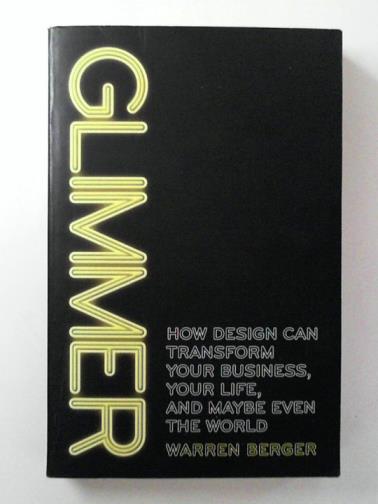 GLIMMER
HOW DESIGN CAN
TRANSFORM
YOUR BUSINESS,
YOUR LIFE,
AND MAYBE EVEN
THE WORLD
WARREN BERGER